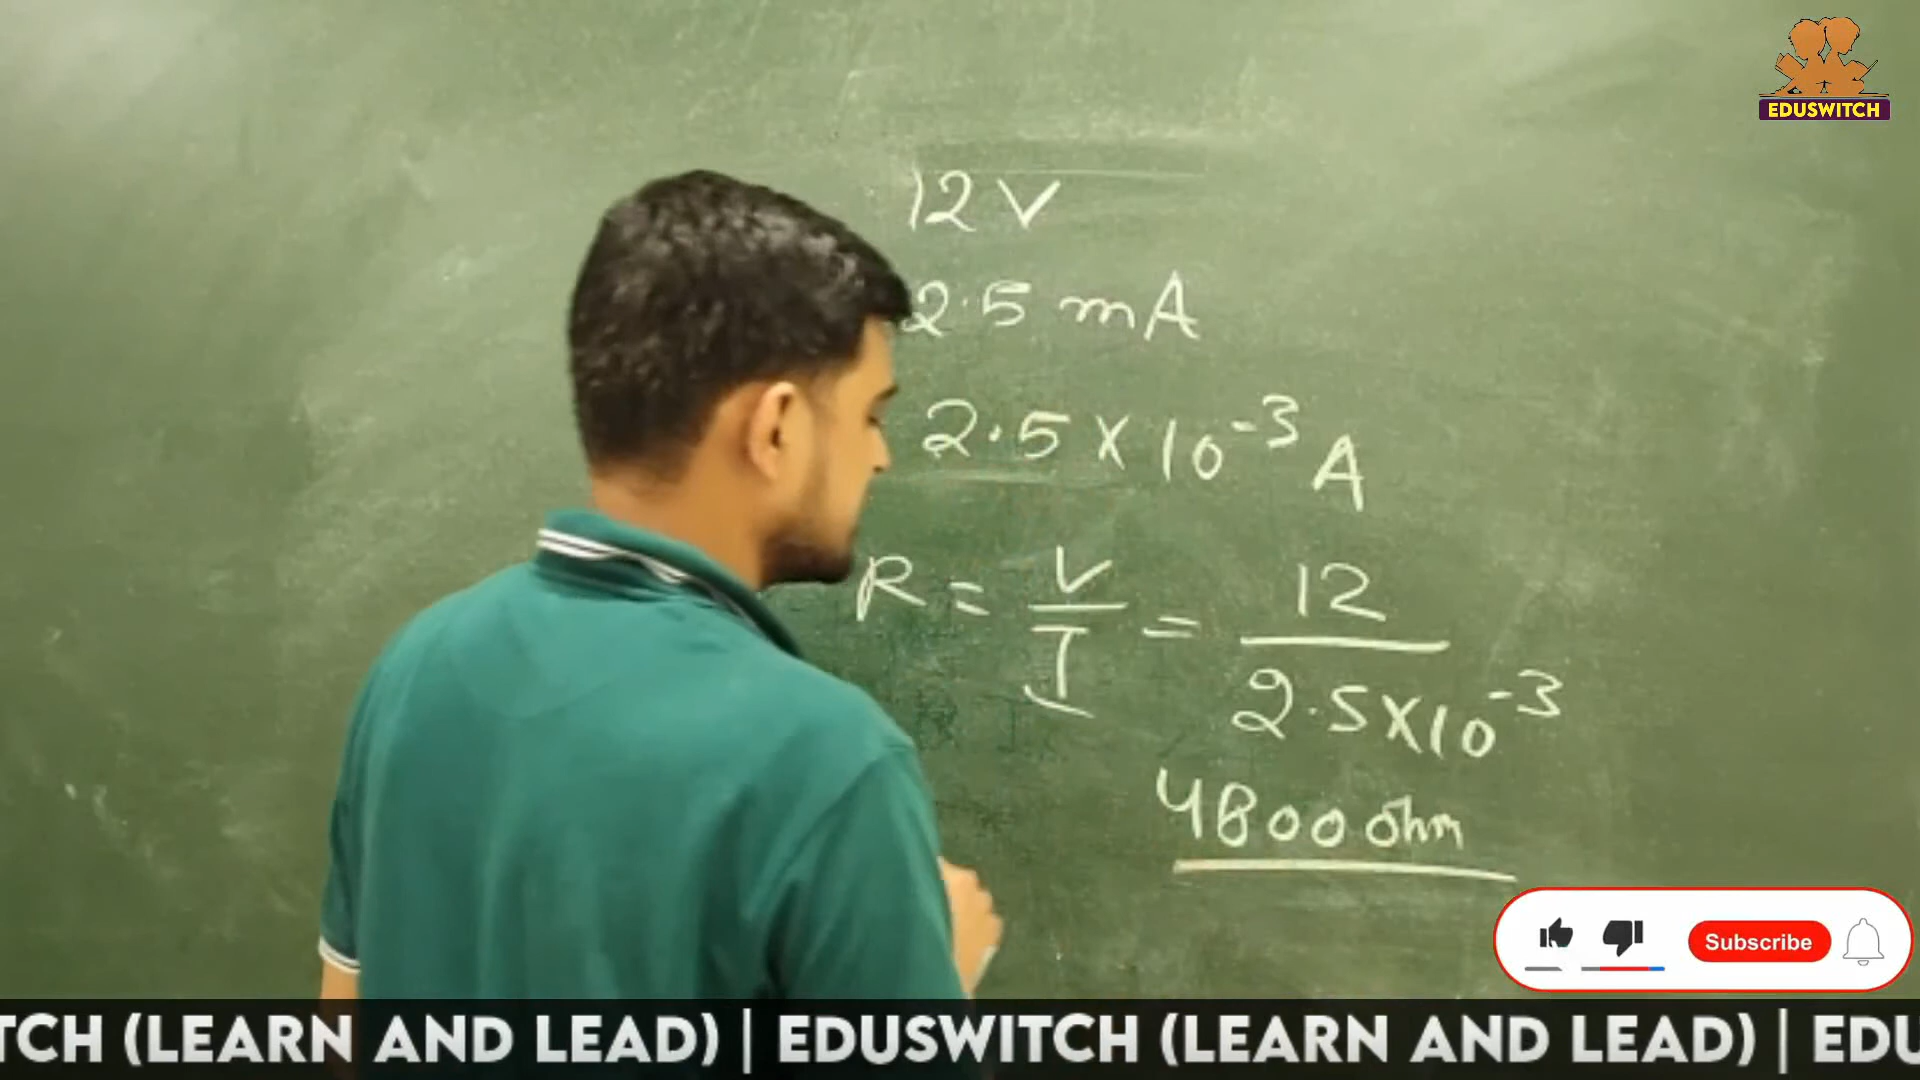 EDUSWITCH
12 V
2.5 mA
2.5 X 10⁻³ A
R = V/I = 12/2.5X10⁻³
4800 ohm
Subscribe
TCH (LEARN AND LEAD) | EDUSWITCH (LEARN AND LEAD) | EDU